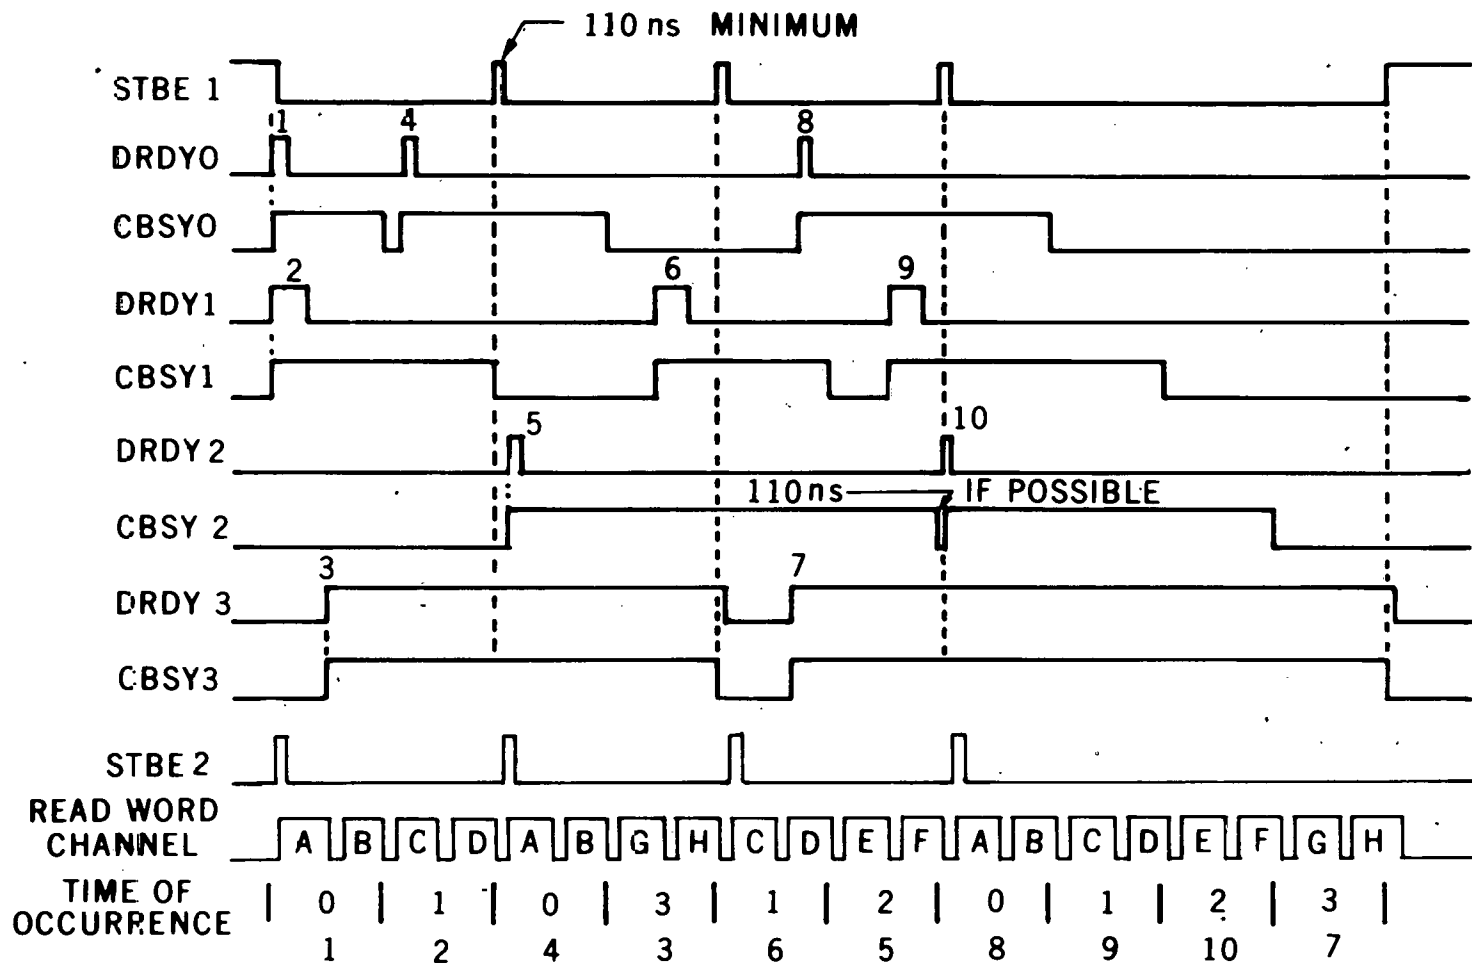 110 ns MINIMUM
STBE 1
1 4 8
DRDY0
CBSY0
2 6 9
DRDY1
CBSY1
5 10
DRDY 2
110 ns IF POSSIBLE
CBSY 2
3 7
DRDY 3
CBSY3
STBE 2
READ WORD
CHANNEL
A B C D A B G H C D E F A B C D E F G H
TIME OF
OCCURRENCE
0 1 0 3 1 2 0 1 2 3
1 2 4 3 6 5 8 9 10 7